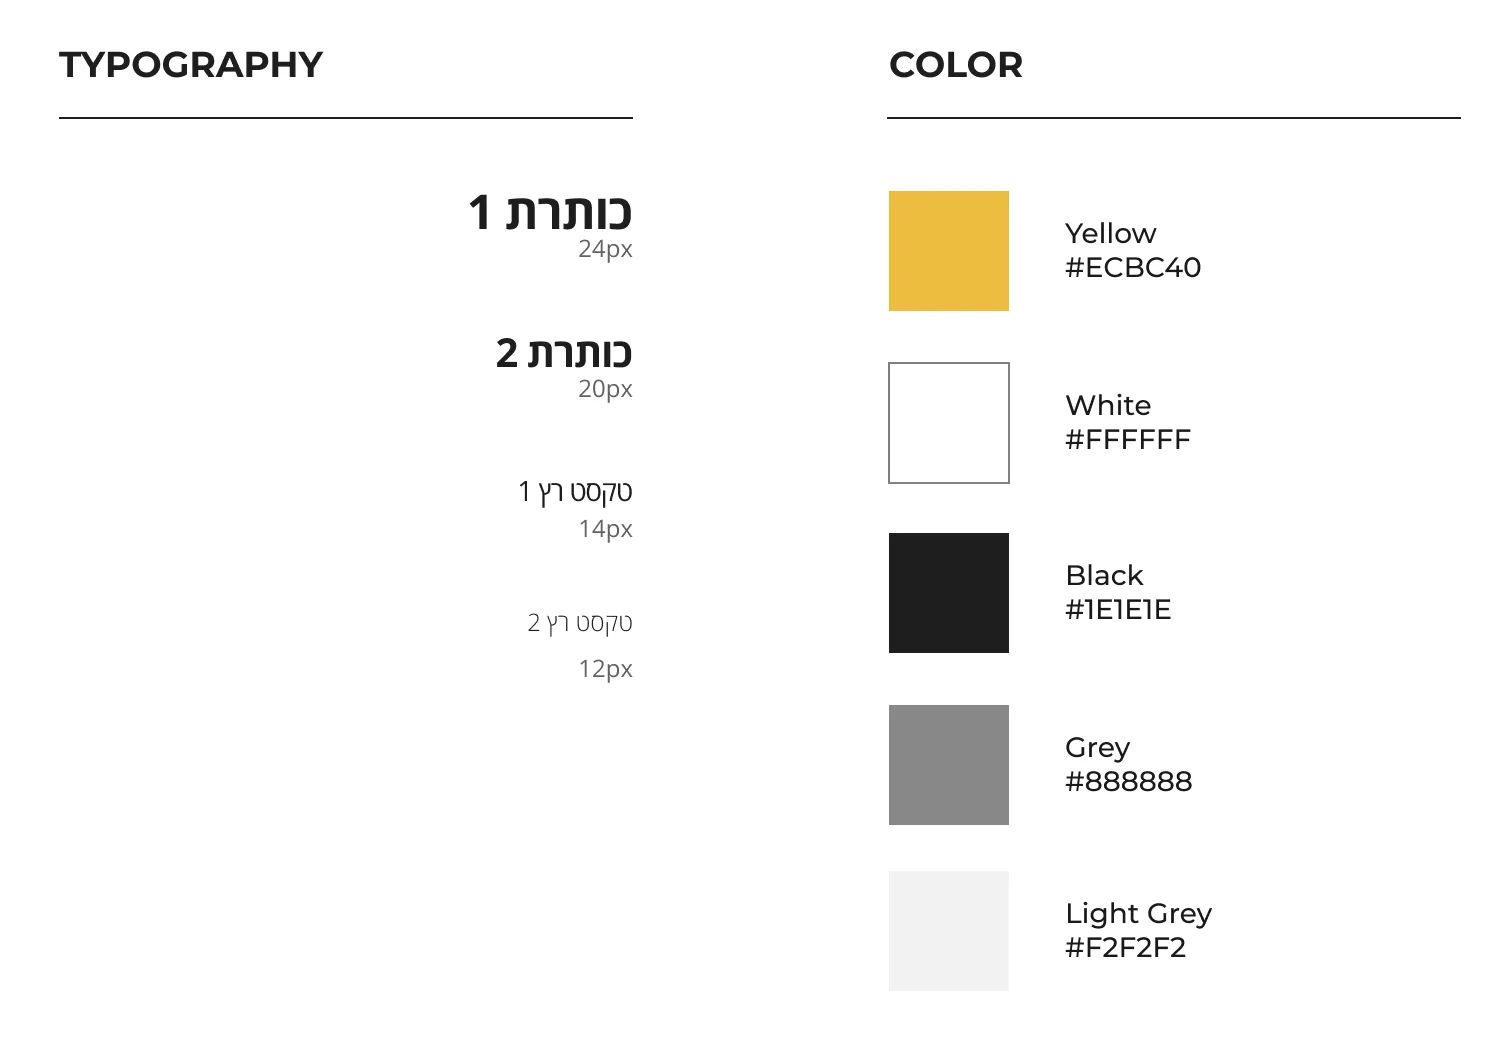 TYPOGRAPHY
כותרת 1
24px
כותרת 2
20px
טקסט רץ 1
14px
טקסט רץ 2
12px
COLOR
Yellow
#ECBC40
White
#FFFFFF
Black
#1E1E1E
Grey
#888888
Light Grey
#F2F2F2